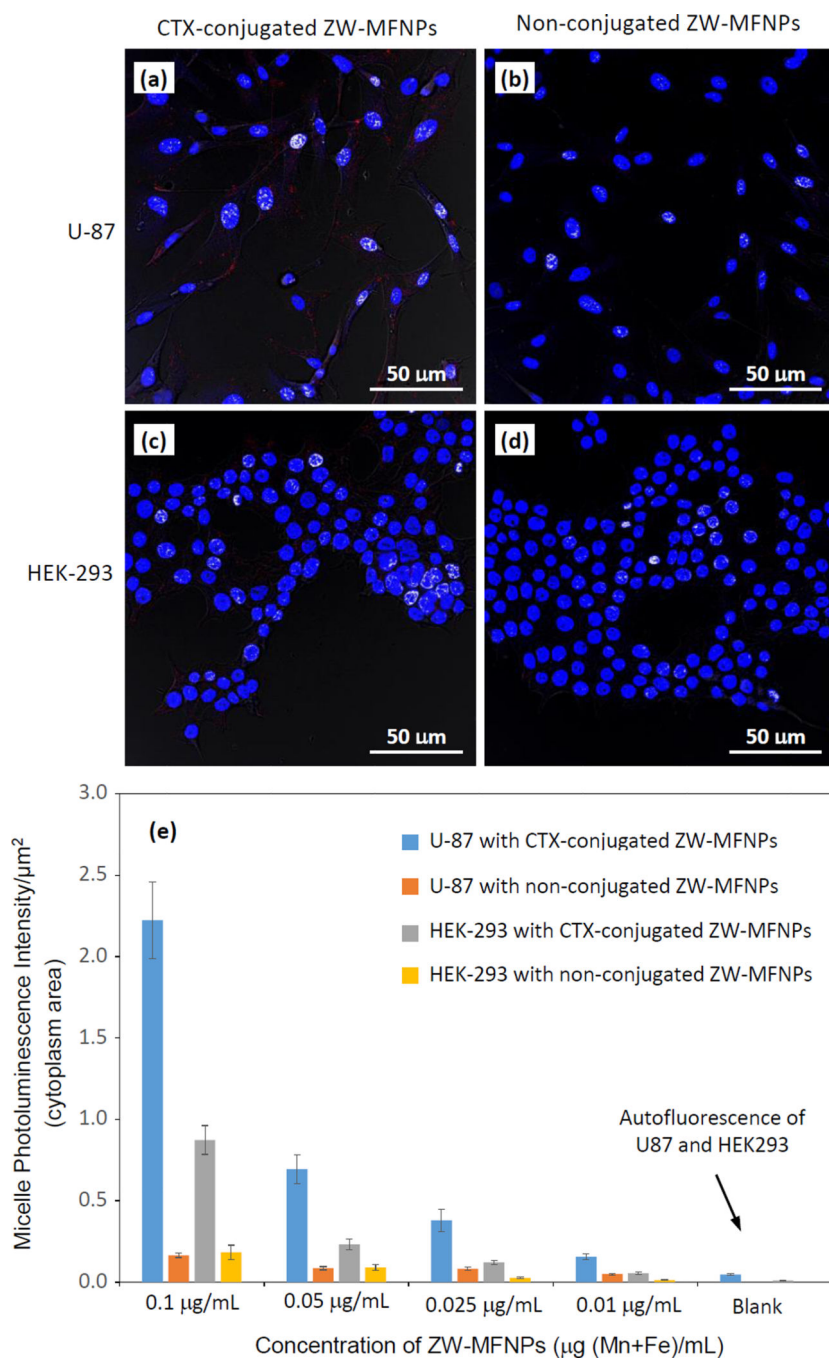 CTX-conjugated ZW-MFNPs
Non-conjugated ZW-MFNPs
(a)
(b)
U-87
50 µm
50 µm
(c)
(d)
HEK-293
50 µm
50 µm
3.0
(e)
U-87 with CTX-conjugated ZW-MFNPs
2.5
U-87 with non-conjugated ZW-MFNPs
HEK-293 with CTX-conjugated ZW-MFNPs
2.0
HEK-293 with non-conjugated ZW-MFNPs
1.5
Micelle Photoluminescence Intensity/µm²
(cytoplasm area)
1.0
Autofluorescence of
U87 and HEK293
0.5
0.0
0.1 µg/mL
0.05 µg/mL
0.025 µg/mL
0.01 µg/mL
Blank
Concentration of ZW-MFNPs (µg (Mn+Fe)/mL)